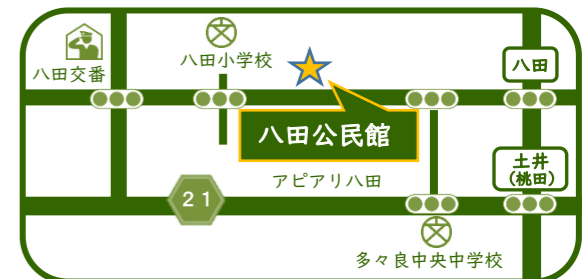 八田小学校
八田交番
八田
八田公民館
アピアリ八田
土井
(桃田)
21
多々良中央中学校